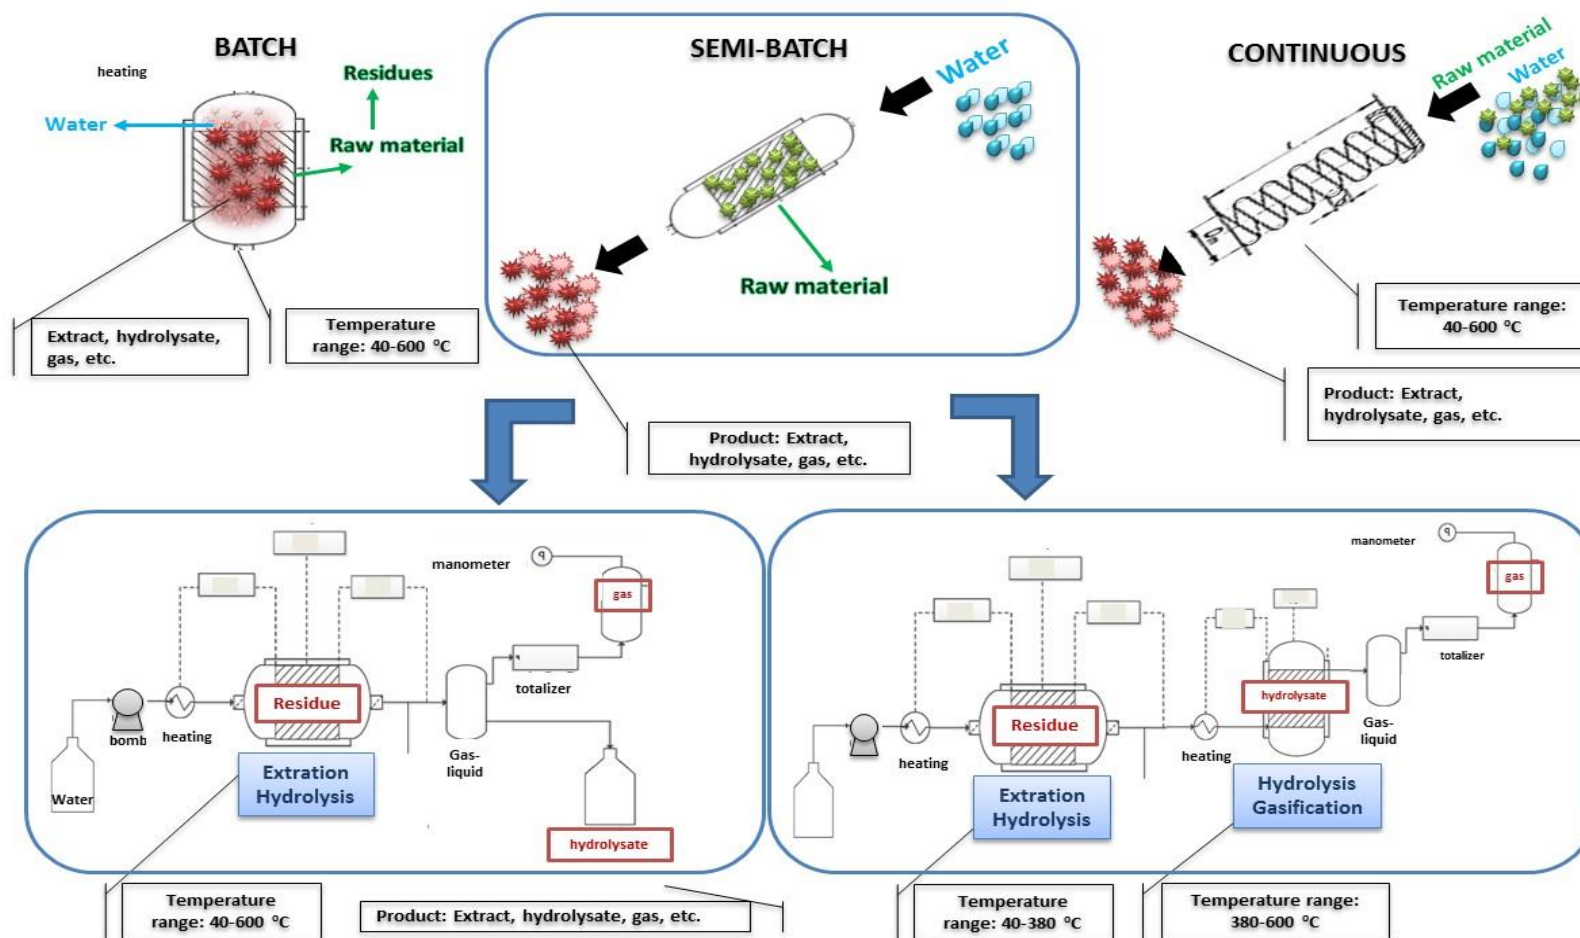 BATCH
heating
Residues
Water
Raw material
Extract, hydrolysate,
gas, etc.
Temperature
range: 40-600 °C
SEMI-BATCH
Water
Raw material
Product: Extract,
hydrolysate, gas, etc.
CONTINUOUS
Raw material
Water
Temperature range:
40-600 °C
Product: Extract,
hydrolysate, gas, etc.
manometer
gas
totalizer
Residue
bomb
heating
Gas-
liquid
Water
Extration
Hydrolysis
hydrolysate
Temperature
range: 40-600 °C
Product: Extract, hydrolysate, gas, etc.
manometer
gas
totalizer
hydrolysate
Residue
Gas-
liquid
heating
heating
Extration
Hydrolysis
Hydrolysis
Gasification
Temperature
range: 40-380 °C
Temperature range:
380-600 °C